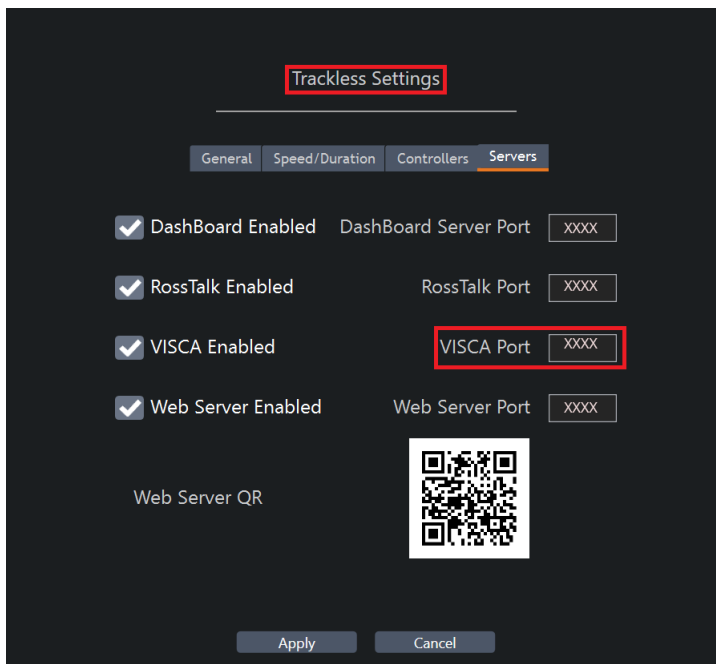 Trackless Settings
General Speed/Duration Controllers Servers
DashBoard Enabled DashBoard Server Port XXXX
RossTalk Enabled RossTalk Port XXXX
VISCA Enabled VISCA Port XXXX
Web Server Enabled Web Server Port XXXX
Web Server QR
Apply Cancel